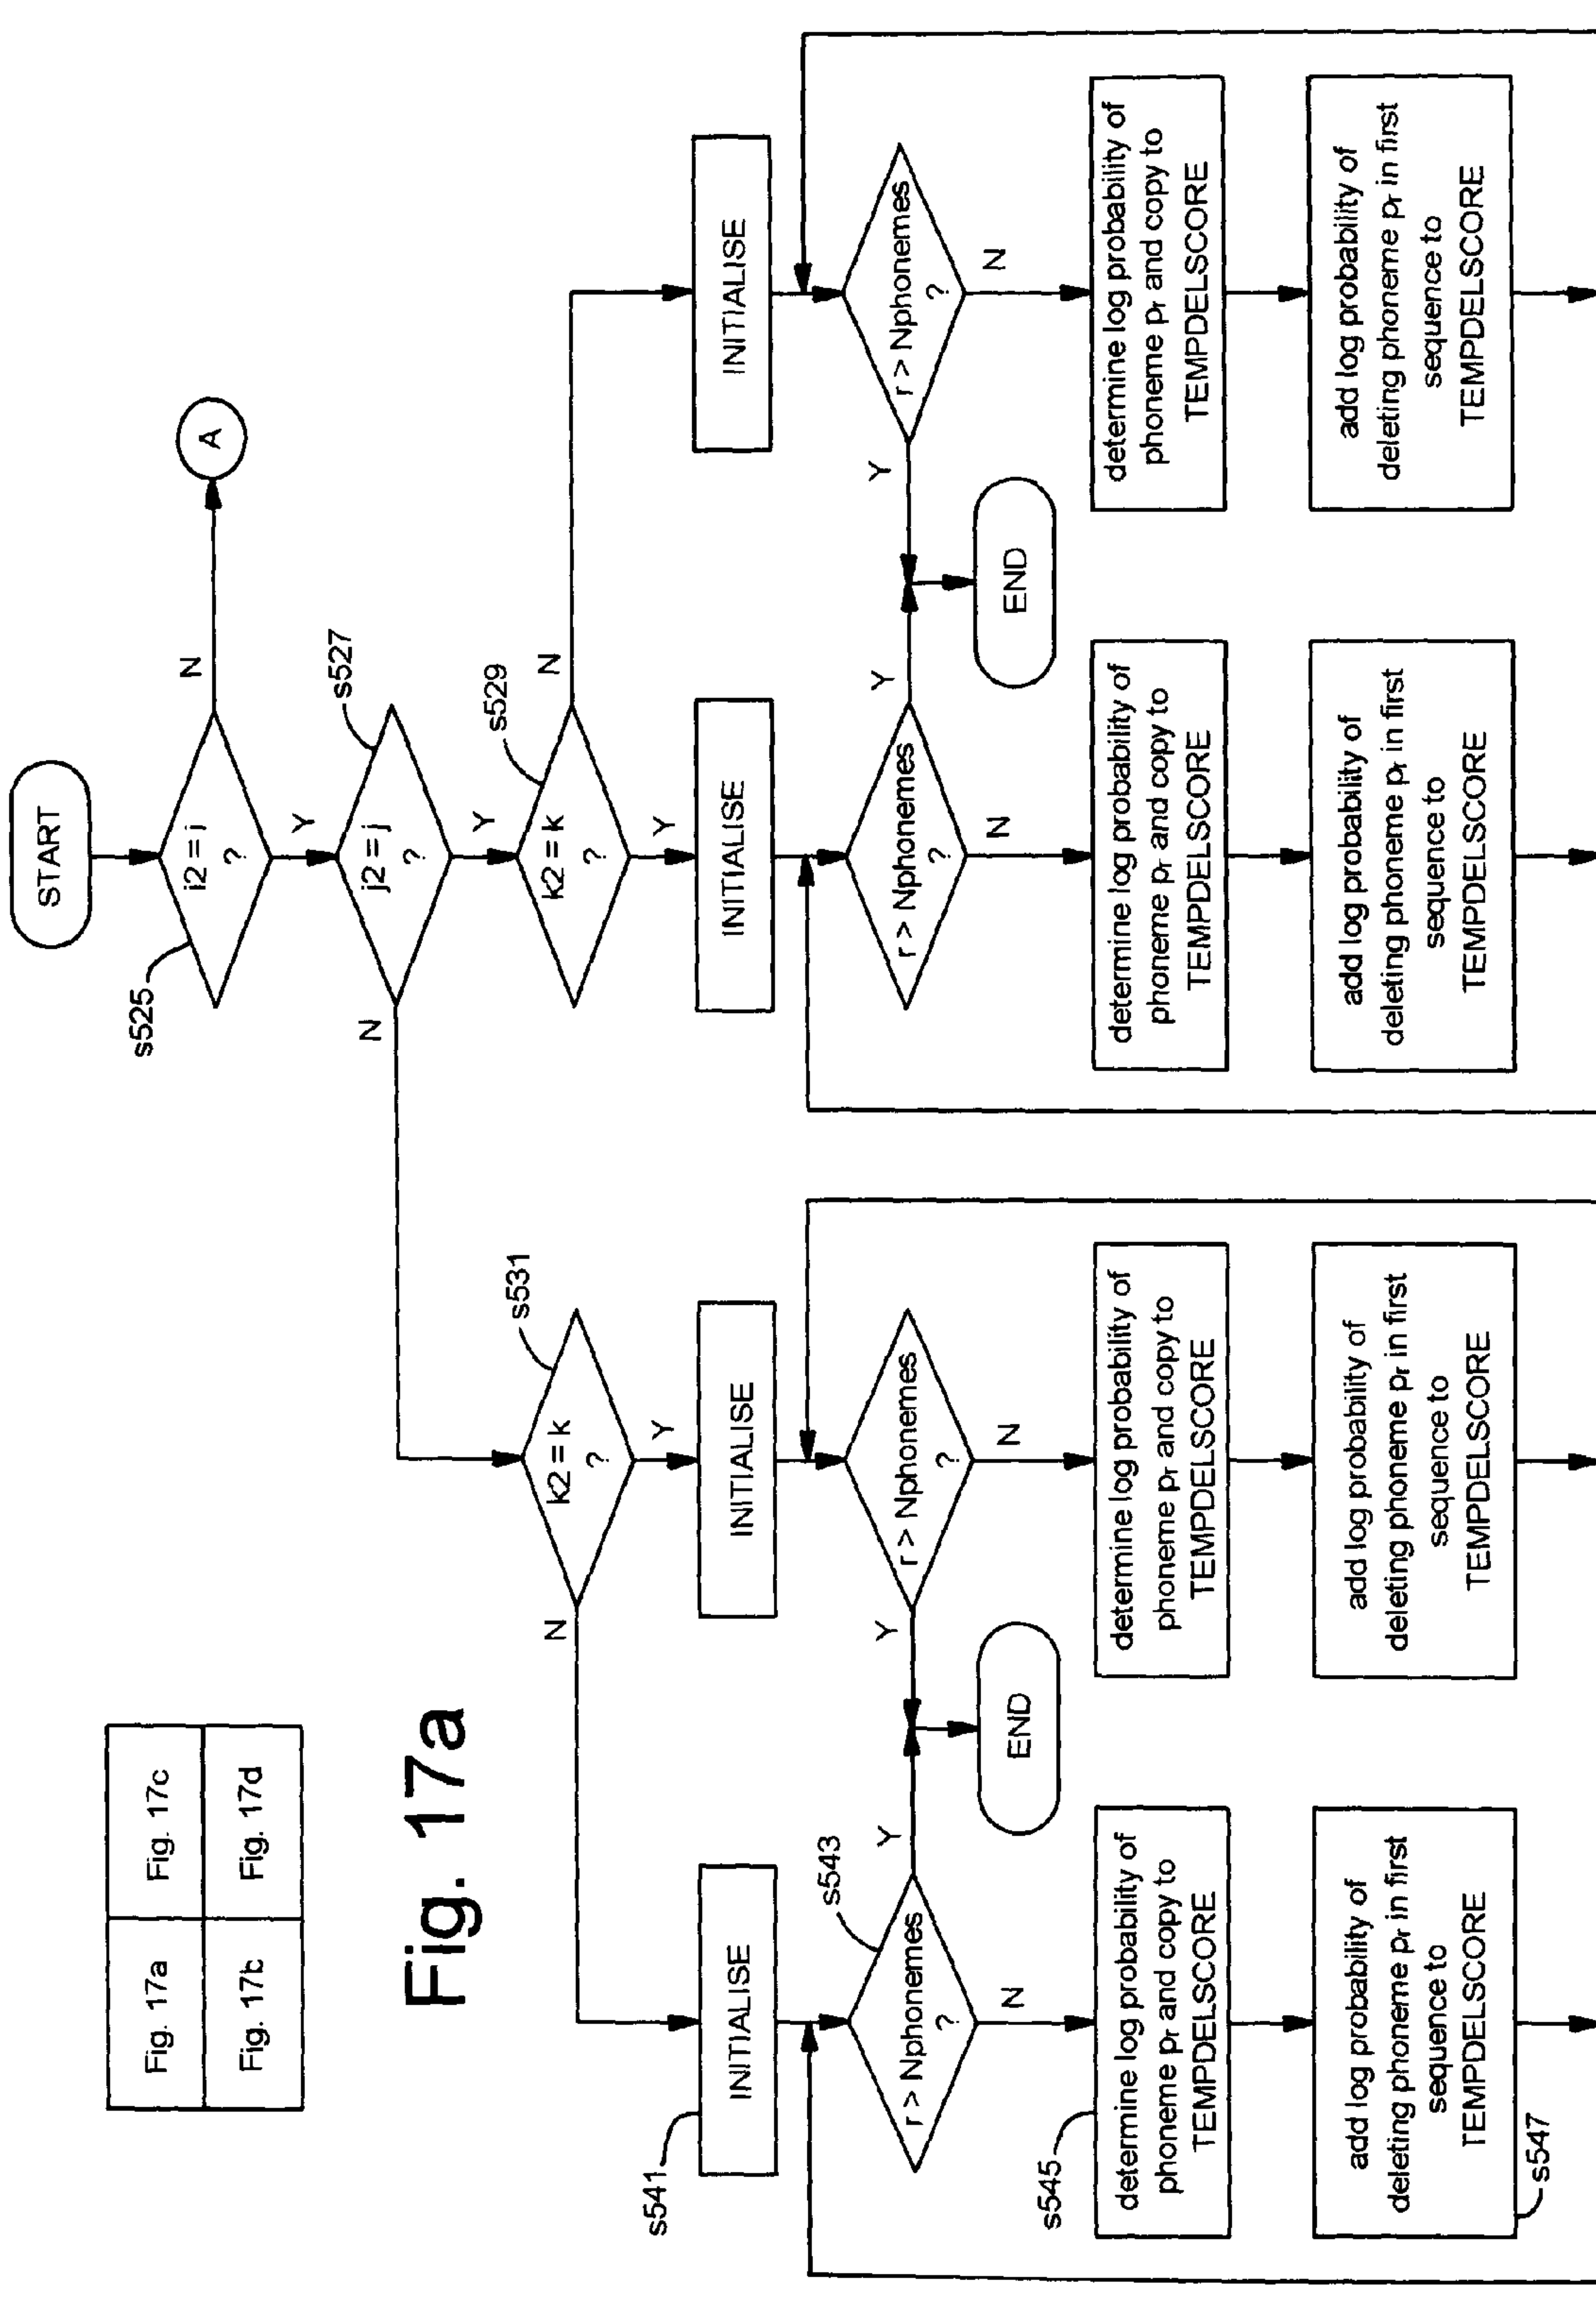 Fig. 17a
Fig. 17c
Fig. 17b
Fig. 17d
Fig. 17a
START
s525
i2 = i
?
N
A
Y
s527
j2 = j
?
N
Y
s531
k2 = k
?
N
Y
s529
k2 = k
?
N
Y
s541
INITIALISE
INITIALISE
INITIALISE
INITIALISE
s543
r > Nphonemes
?
Y
N
r > Nphonemes
?
Y
N
END
r > Nphonemes
?
Y
N
r > Nphonemes
?
Y
N
END
s545
determine log probability of
phoneme pr and copy to
TEMPDELSCORE
determine log probability of
phoneme pr and copy to
TEMPDELSCORE
determine log probability of
phoneme pr and copy to
TEMPDELSCORE
determine log probability of
phoneme pr and copy to
TEMPDELSCORE
add log probability of
deleting phoneme pr in first
sequence to
TEMPDELSCORE
s547
add log probability of
deleting phoneme pr in first
sequence to
TEMPDELSCORE
add log probability of
deleting phoneme pr in first
sequence to
TEMPDELSCORE
add log probability of
deleting phoneme pr in first
sequence to
TEMPDELSCORE